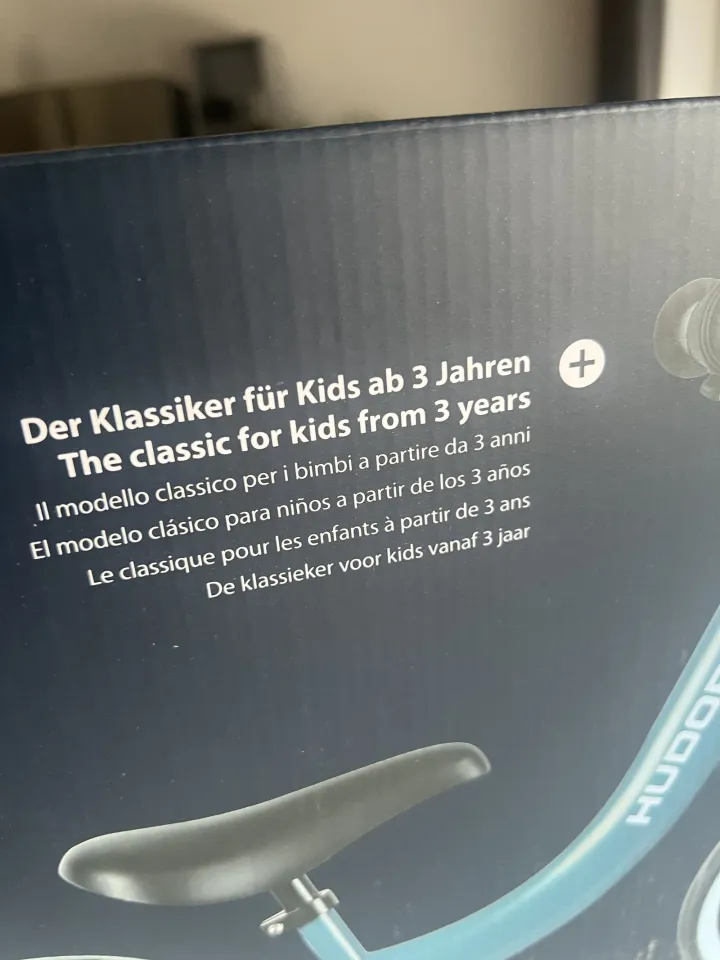 Der Klassiker für Kids ab 3 Jahren
The classic for kids from 3 years
Il modello classico per i bimbi a partire da 3 anni
El modelo clásico para niños a partir de los 3 años
Le classique pour les enfants à partir de 3 ans
De klassieker voor kids vanaf 3 jaar
HUDO